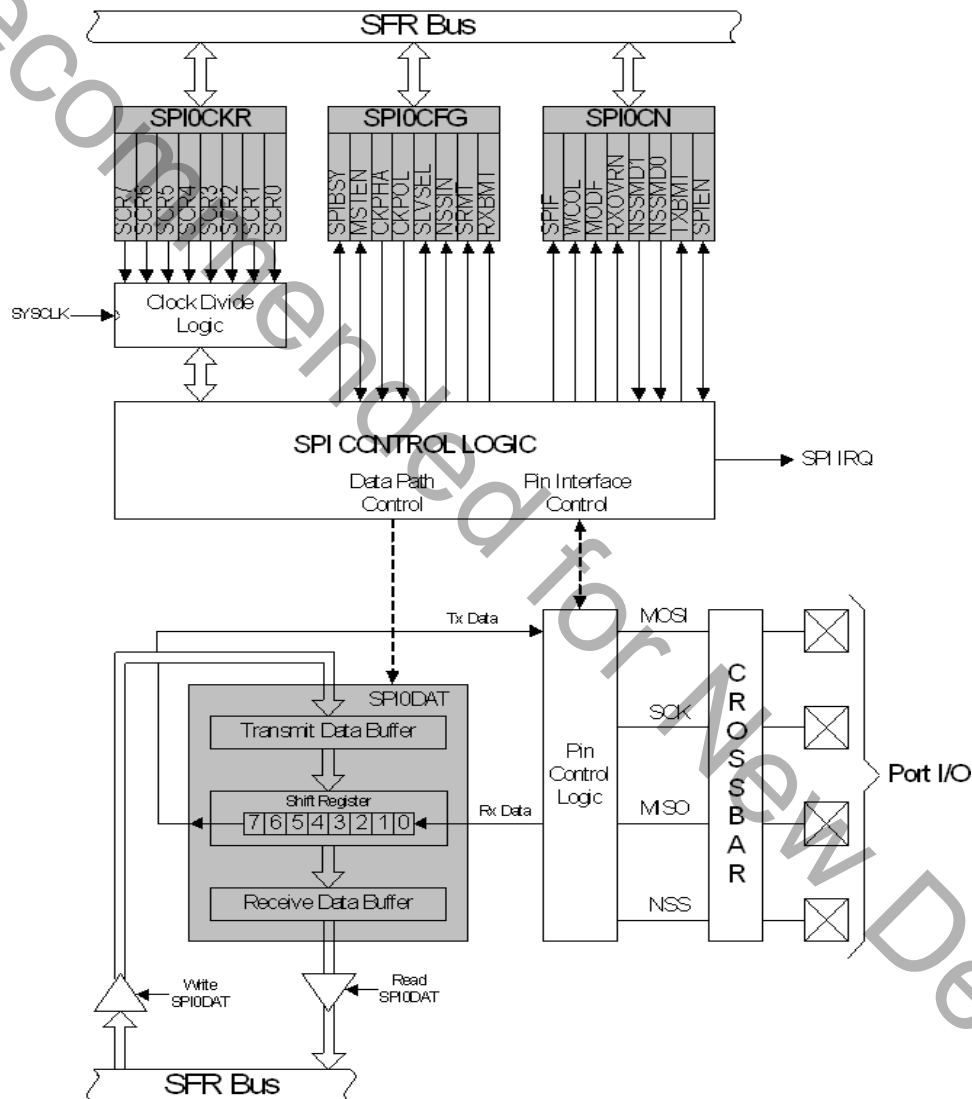 SFR Bus
SPI0CKR
SPI0CFG
SPI0CN
SCR7
SCR6
SCR5
SCR4
SCR3
SCR2
SCR1
SCR0
SPIBSY
MSTEN
CKPHA
CKPOL
SLVSEL
NSSIN
SRMT
RXBMT
SPIF
WCOL
MODF
RXOVRN
NSSMD1
NSSMD0
TXBMT
SPIEN
SYSCLK
Clock Divide
Logic
SPI CONTROL LOGIC
SPI IRQ
Data Path
Control
Pin Interface
Control
Tx Data
MOSI
SPI0DAT
Transmit Data Buffer
SCK
Pin
Control
Logic
CROSSBAR
Port I/O
Shift Register
7 6 5 4 3 2 1 0
Rx Data
MISO
Receive Data Buffer
NSS
Write
SPI0DAT
Read
SPI0DAT
SFR Bus
ecommended for New De